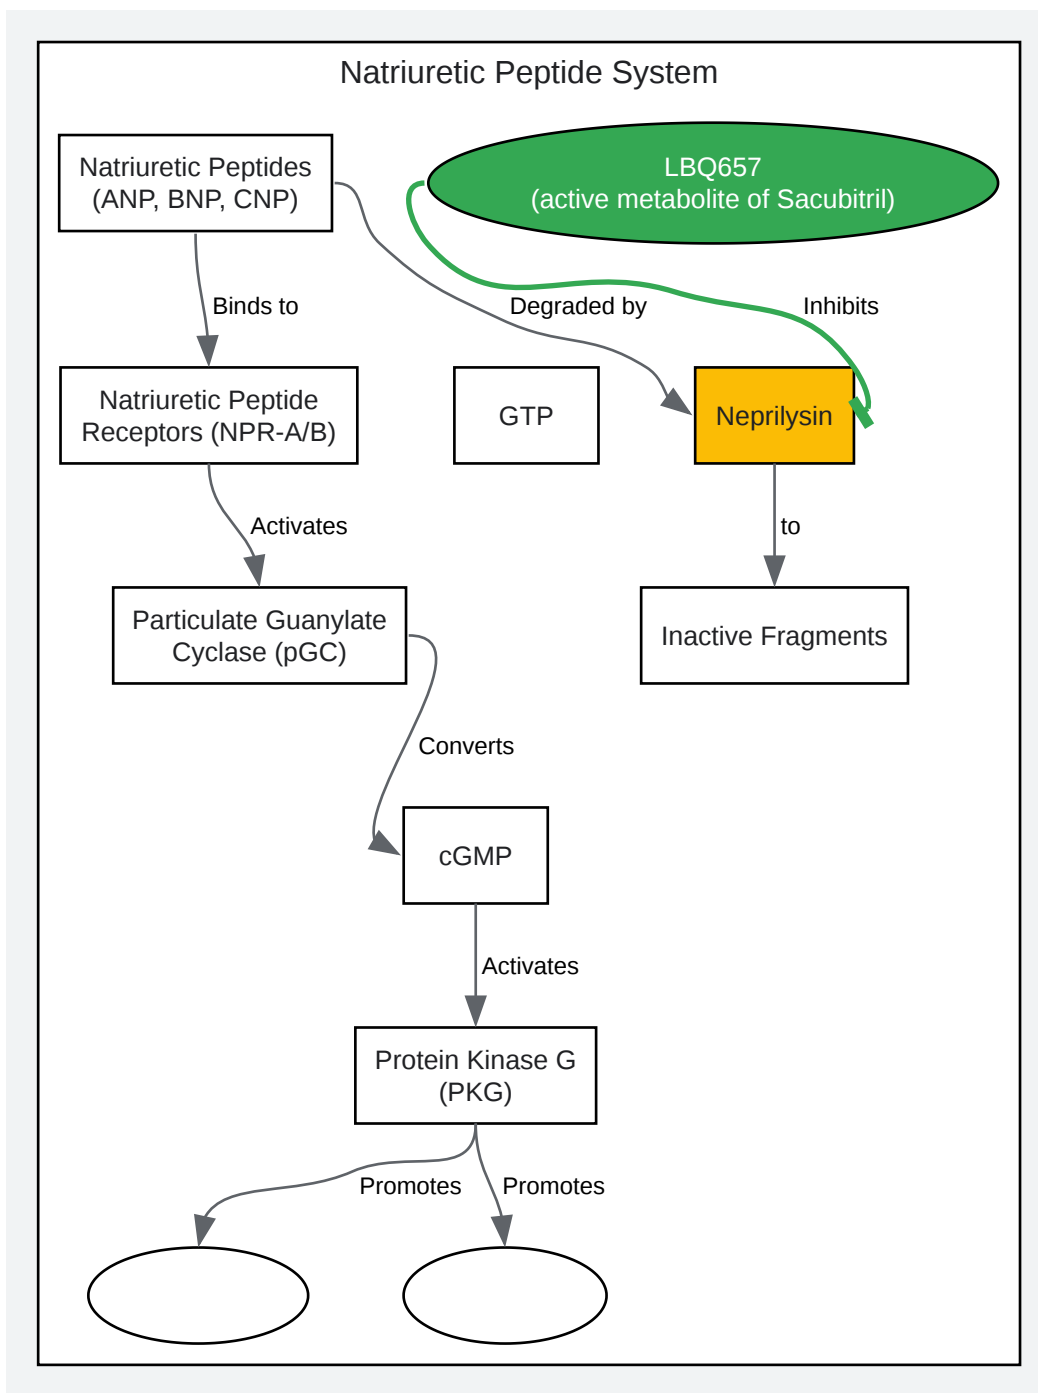 Natriuretic Peptide System
Natriuretic Peptides
(ANP, BNP, CNP)
LBQ657
(active metabolite of Sacubitril)
Binds to
Degraded by
Inhibits
Natriuretic Peptide
Receptors (NPR-A/B)
GTP
Neprilysin
Activates
to
Particulate Guanylate
Cyclase (pGC)
Inactive Fragments
Converts
cGMP
Activates
Protein Kinase G
(PKG)
Promotes
Promotes